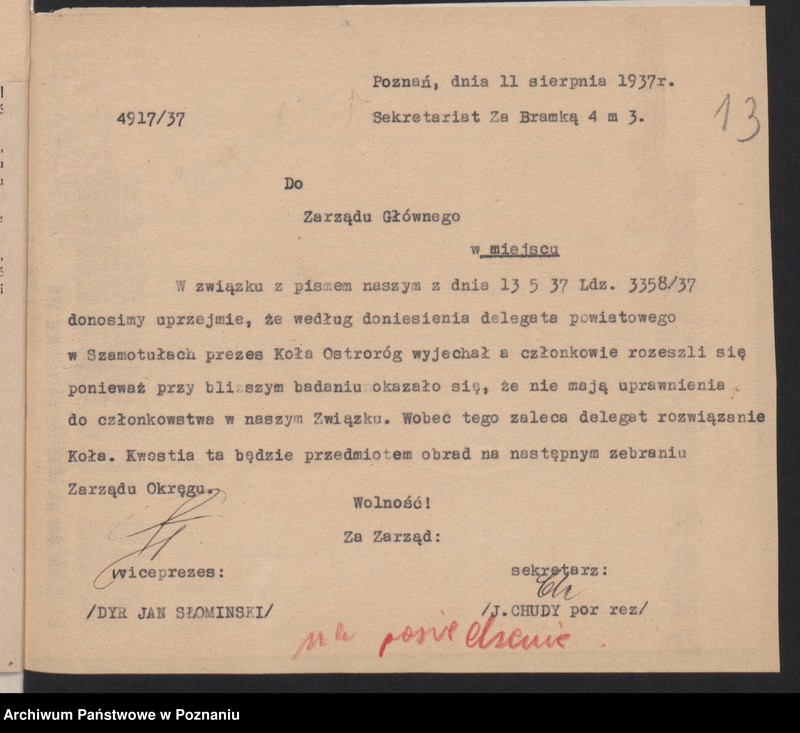 Poznań, dnia 11 sierpnia 1937r.
4917/37
Sekretariat Za Bramką 4 m 3.
13
Do
Zarządu Głównego
w miejscu
W związku z pismem naszym z dnia 13 5 37 Ldz. 3358/37
donosimy uprzejmie, że według doniesienia delegata powiatowego
w Szamotułach prezes Koła Ostroróg wyjechał a członkowie rozeszli się
ponieważ przy bliższym badaniu okazało się, że nie mają uprawnienia
do członkowstwa w naszym Związku. Wobec tego zaleca delegat rozwiązanie
Koła. Kwestia ta będzie przedmiotem obrad na następnym zebraniu
Zarządu Okręgu.
Wolność!
Za Zarząd:
wiceprezes:
sekretarz:
/DYR JAN SŁOMINSKI/
/J.CHUDY por rez/
na posiedzenie.
Archiwum Państwowe w Poznaniu